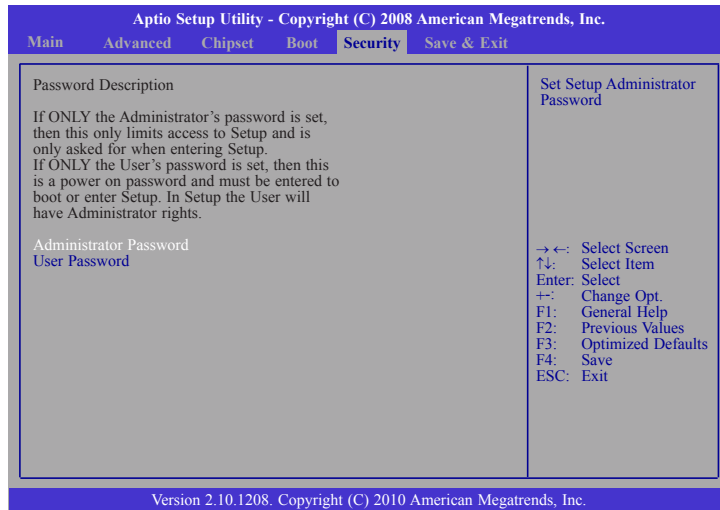 Aptio Setup Utility - Copyright (C) 2008 American Megatrends, Inc.
Main Advanced Chipset Boot Security Save & Exit
Password Description
If ONLY the Administrator's password is set,
then this only limits access to Setup and is
only asked for when entering Setup.
If ONLY the User's password is set, then this
is a power on password and must be entered to
boot or enter Setup. In Setup the User will
have Administrator rights.
Administrator Password
User Password
Set Setup Administrator
Password
→←: Select Screen
↑↓: Select Item
Enter: Select
+-: Change Opt.
F1: General Help
F2: Previous Values
F3: Optimized Defaults
F4: Save
ESC: Exit
Version 2.10.1208. Copyright (C) 2010 American Megatrends, Inc.